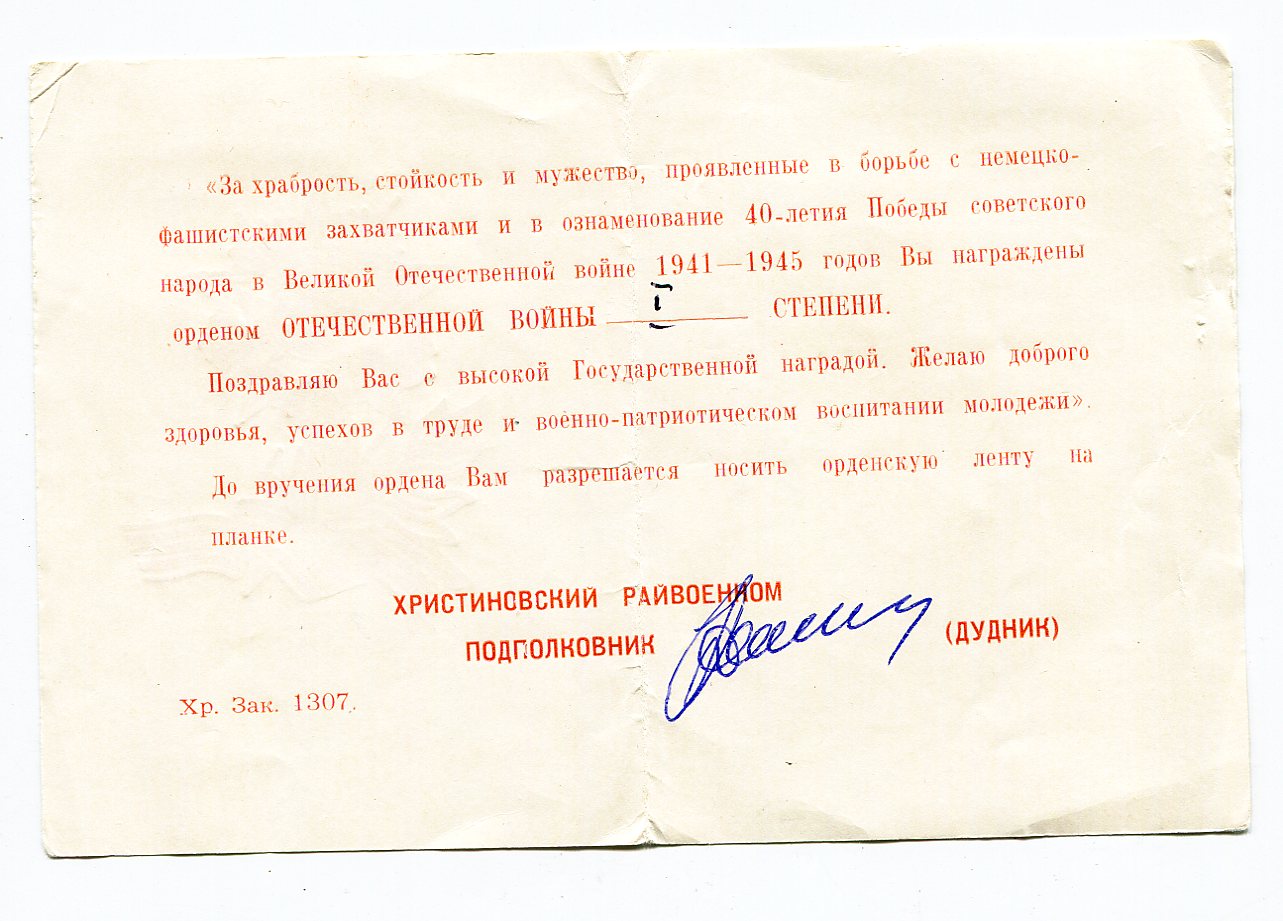 «За храбрость, стойкость и мужество, проявленные в борьбе с немецко-
фашистскими захватчиками и в ознаменование 40-летия Победы советского
народа в Великой Отечественной войне 1941—1945 годов Вы награждены
орденом ОТЕЧЕСТВЕННОЙ ВОЙНЫ I СТЕПЕНИ.
Поздравляю Вас с высокой Государственной наградой. Желаю доброго
здоровья, успехов в труде и военно-патриотическом воспитании молодежи».
До вручения ордена Вам разрешается носить орденскую ленту на
планке.
ХРИСТИНОВСКИЙ РАЙВОЕНКОМ
ПОДПОЛКОВНИК (ДУДНИК)
Хр. Зак. 1307.